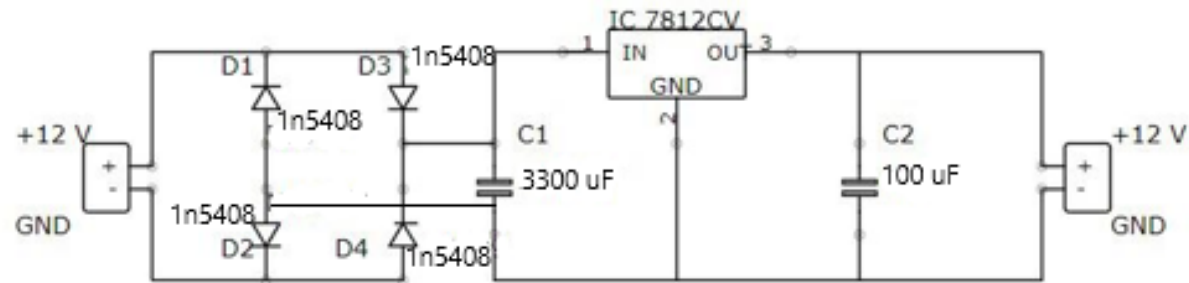 IC 7812CV
1n5408
1
IN
OUT
3
D1
D3
GND
1n5408
2
+12 V
C1
C2
+12 V
+
-
3300 uF
100 uF
+
-
1n5408
GND
D2
D4
1n5408
GND